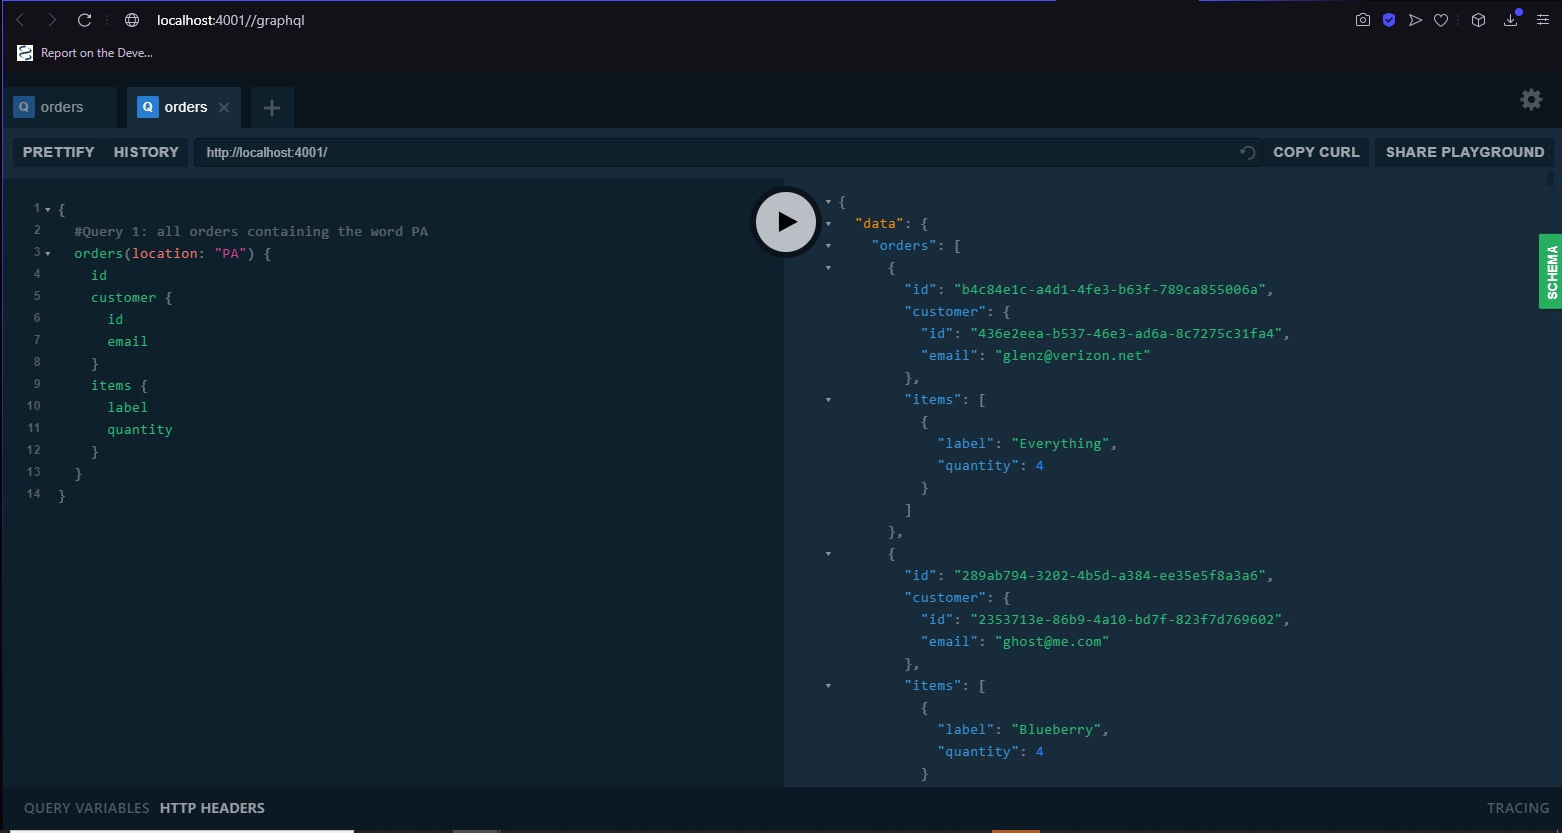 localhost:4001//graphql
Report on the Deve...
Q orders
Q orders
PRETTIFY HISTORY http://localhost:4001/ COPY CURL SHARE PLAYGROUND
1 {
2 #Query 1: all orders containing the word PA
3 orders(location: "PA") {
4 id
5 customer {
6 id
7 email
8 }
9 items {
10 label
11 quantity
12 }
13 }
14 }
{
"data": {
"orders": [
{
"id": "b4c84e1c-a4d1-4fe3-b63f-789ca855006a",
"customer": {
"id": "436e2eea-b537-46e3-ad6a-8c7275c31fa4",
"email": "glenz@verizon.net"
},
"items": [
{
"label": "Everything",
"quantity": 4
}
]
},
{
"id": "289ab794-3202-4b5d-a384-ee35e5f8a3a6",
"customer": {
"id": "2353713e-86b9-4a10-bd7f-823f7d769602",
"email": "ghost@me.com"
},
"items": [
{
"label": "Blueberry",
"quantity": 4
}
SCHEMA
QUERY VARIABLES HTTP HEADERS
TRACING